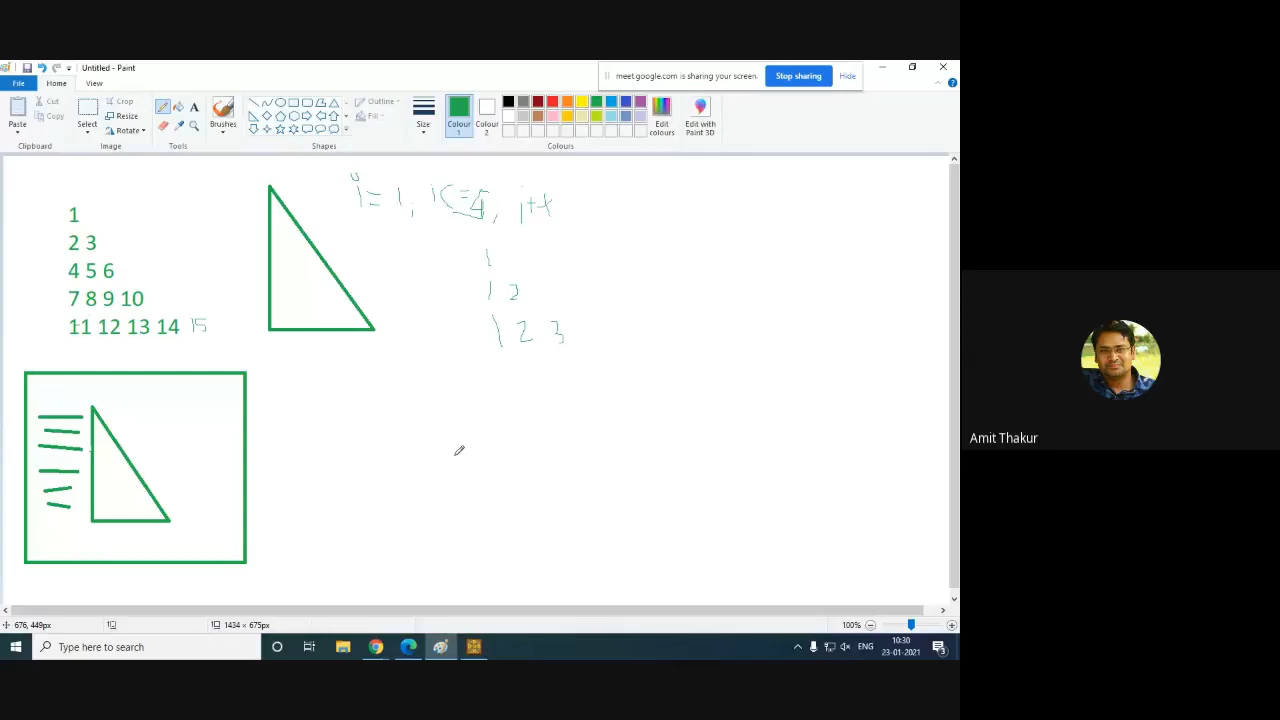 Untitled - Paint
meet.google.com is sharing your screen.
Stop sharing
Hide
File
Home
View
Paste
Cut
Copy
Clipboard
Select
Crop
Resize
Rotate
Image
Tools
Brushes
Shapes
Outline
Fill
Size
Colour 1
Colour 2
Edit colours
Edit with Paint 3D
Colours
1
2 3
4 5 6
7 8 9 10
11 12 13 14 15
i++
1
1 2
1 2 3
Amit Thakur
676, 449px
1434 × 675px
100%
Type here to search
ENG
10:30
23-01-2021
3